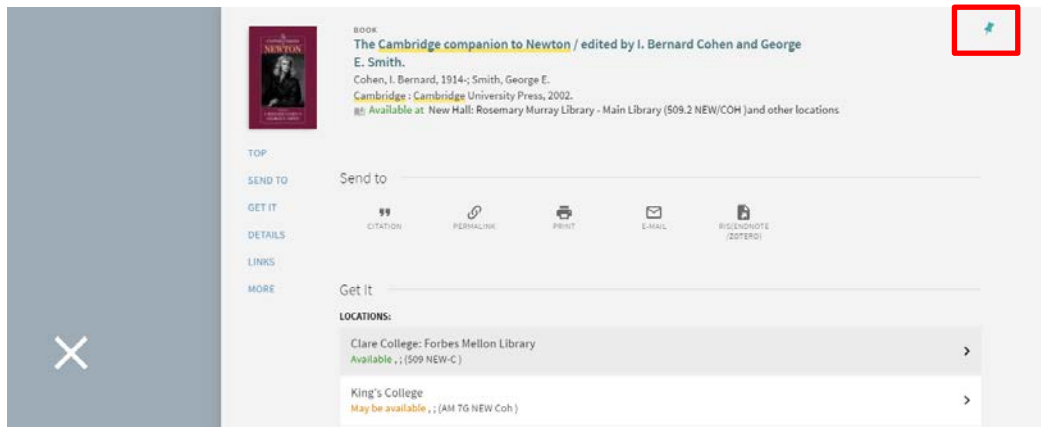 NEWTON
BOOK
The Cambridge companion to Newton / edited by I. Bernard Cohen and George
E. Smith.
Cohen, I. Bernard, 1914-; Smith, George E.
Cambridge : Cambridge University Press, 2002.
Available at New Hall: Rosemary Murray Library - Main Library (509.2 NEW/COH )and other locations
TOP
SEND TO
GET IT
DETAILS
LINKS
MORE
Send to
CITATION
PERMALINK
PRINT
E-MAIL
RIS(ENDNOTE
/ZOTERO)
Get It
LOCATIONS:
Clare College: Forbes Mellon Library
Available , ; (509 NEW-C )
King's College
May be available , ; (AM 7G NEW Coh )